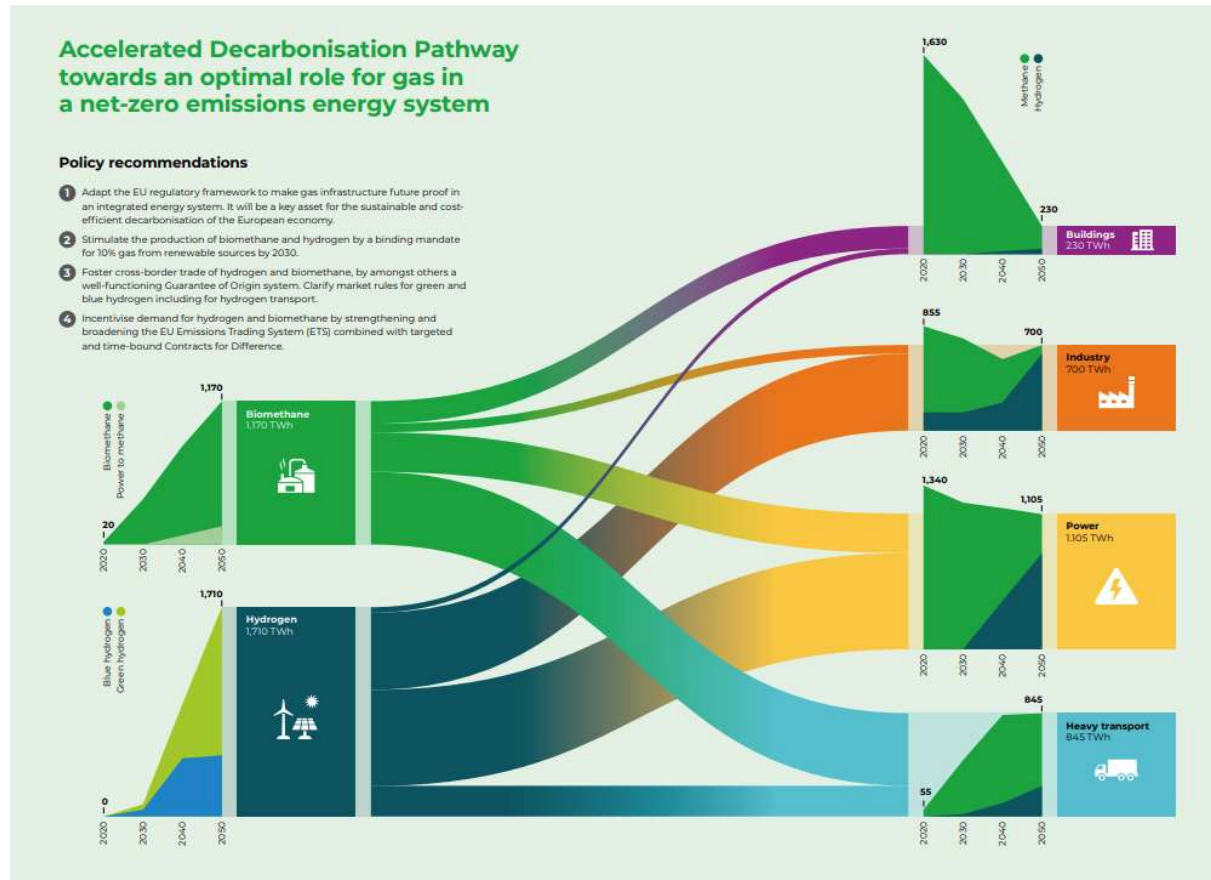 Accelerated Decarbonisation Pathway
towards an optimal role for gas in
a net-zero emissions energy system
Policy recommendations
1 Adapt the EU regulatory framework to make gas infrastructure future proof in
an integrated energy system. It will be a key asset for the sustainable and cost-
efficient decarbonisation of the European economy.
2 Stimulate the production of biomethane and hydrogen by a binding mandate
for 10% gas from renewable sources by 2030.
3 Foster cross-border trade of hydrogen and biomethane, by amongst others a
well-functioning Guarantee of Origin system. Clarify market rules for green and
blue hydrogen including for hydrogen transport.
4 Incentivise demand for hydrogen and biomethane by strengthening and
broadening the EU Emissions Trading System (ETS) combined with targeted
and time-bound Contracts for Difference.
1,170
Biomethane
Power to methane
20
2020
2030
2040
2050
Biomethane
1,170 TWh
1,710
Blue hydrogen
Green hydrogen
0
2020
2030
2040
2050
Hydrogen
1,710 TWh
1,630
Methane
Hydrogen
230
2020
2030
2040
2050
Buildings
230 TWh
855
700
2020
2030
2040
2050
Industry
700 TWh
1,340
1,105
2020
2030
2040
2050
Power
1.105 TWh
845
55
2020
2030
2040
2050
Heavy transport
845 TWh